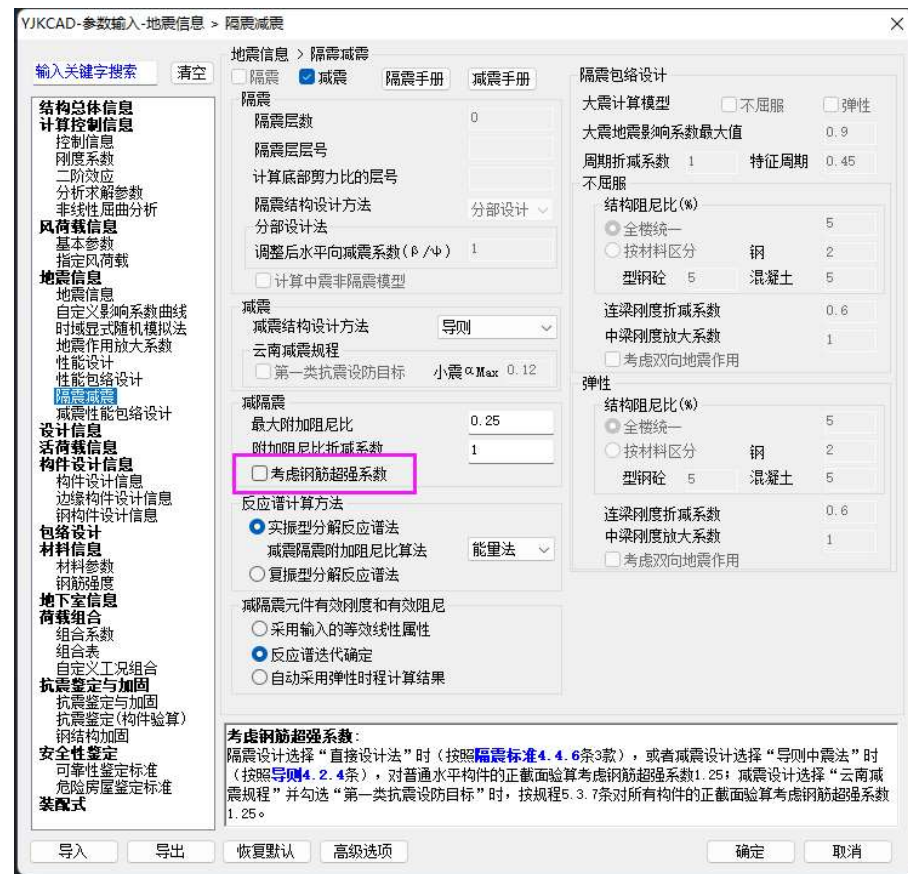 YJKCAD-参数输入-地震信息 > 隔震减震
输入关键字搜索
清空
结构总体信息
计算控制信息
控制信息
刚度系数
二阶效应
分析求解参数
非线性屈曲分析
风荷载信息
基本参数
指定风荷载
地震信息
地震信息
自定义影响系数曲线
时域显式随机模拟法
地震作用放大系数
性能设计
性能包络设计
隔震减震
减震性能包络设计
设计信息
活荷载信息
构件设计信息
构件设计信息
边缘构件设计信息
钢构件设计信息
包络设计
材料信息
材料参数
钢筋强度
地下室信息
荷载组合
组合系数
组合表
自定义工况组合
抗震鉴定与加固
抗震鉴定与加固
抗震鉴定(构件验算)
钢结构加固
安全性鉴定
可靠性鉴定标准
危险房屋鉴定标准
装配式
地震信息 > 隔震减震
隔震 减震 隔震手册 减震手册
隔震
隔震层数 0
隔震层层号
计算底部剪力比的层号
隔震结构设计方法 分部设计
分部设计法
调整后水平向减震系数(β/ψ) 1
计算中震非隔震模型
减震
减震结构设计方法 导则
云南减震规程
第一类抗震设防目标 小震αMax 0.12
减隔震
最大附加阻尼比 0.25
附加阻尼比折减系数 1
考虑钢筋超强系数
反应谱计算方法
实振型分解反应谱法
减震隔震附加阻尼比算法 能量法
复振型分解反应谱法
减隔震元件有效刚度和有效阻尼
采用输入的等效线性属性
反应谱迭代确定
自动采用弹性时程计算结果
隔震包络设计
大震计算模型 不屈服 弹性
大震地震影响系数最大值 0.9
周期折减系数 1 特征周期 0.45
不屈服
结构阻尼比(%)
全楼统一 5
按材料区分 钢 2
型钢砼 5 混凝土 5
连梁刚度折减系数 0.6
中梁刚度放大系数 1
考虑双向地震作用
弹性
结构阻尼比(%)
全楼统一 5
按材料区分 钢 2
型钢砼 5 混凝土 5
连梁刚度折减系数 0.6
中梁刚度放大系数 1
考虑双向地震作用
考虑钢筋超强系数:
隔震设计选择“直接设计法”时（按照隔震标准4.4.6条3款），或者减震设计选择“导则中震法”时
（按照导则4.2.4条），对普通水平构件的正截面验算考虑钢筋超强系数1.25；减震设计选择“云南减
震规程”并勾选“第一类抗震设防目标”时，按规程5.3.7条对所有构件的正截面验算考虑钢筋超强系数
1.25。
导入 导出 恢复默认 高级选项 确定 取消